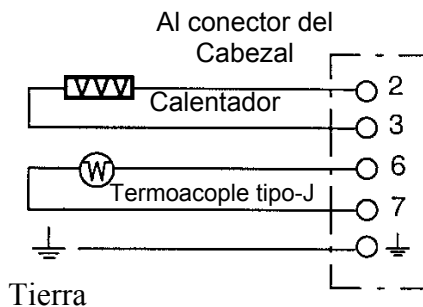 Al conector del
Cabezal
2
Calentador
3
6
Termoacople tipo-J
7
Tierra